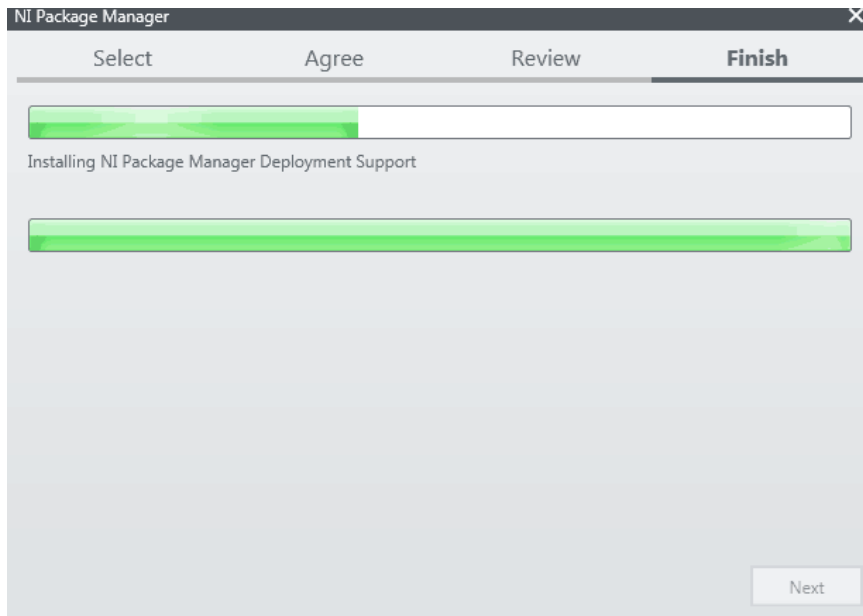 NI Package Manager
Select Agree Review Finish
Installing NI Package Manager Deployment Support
Next